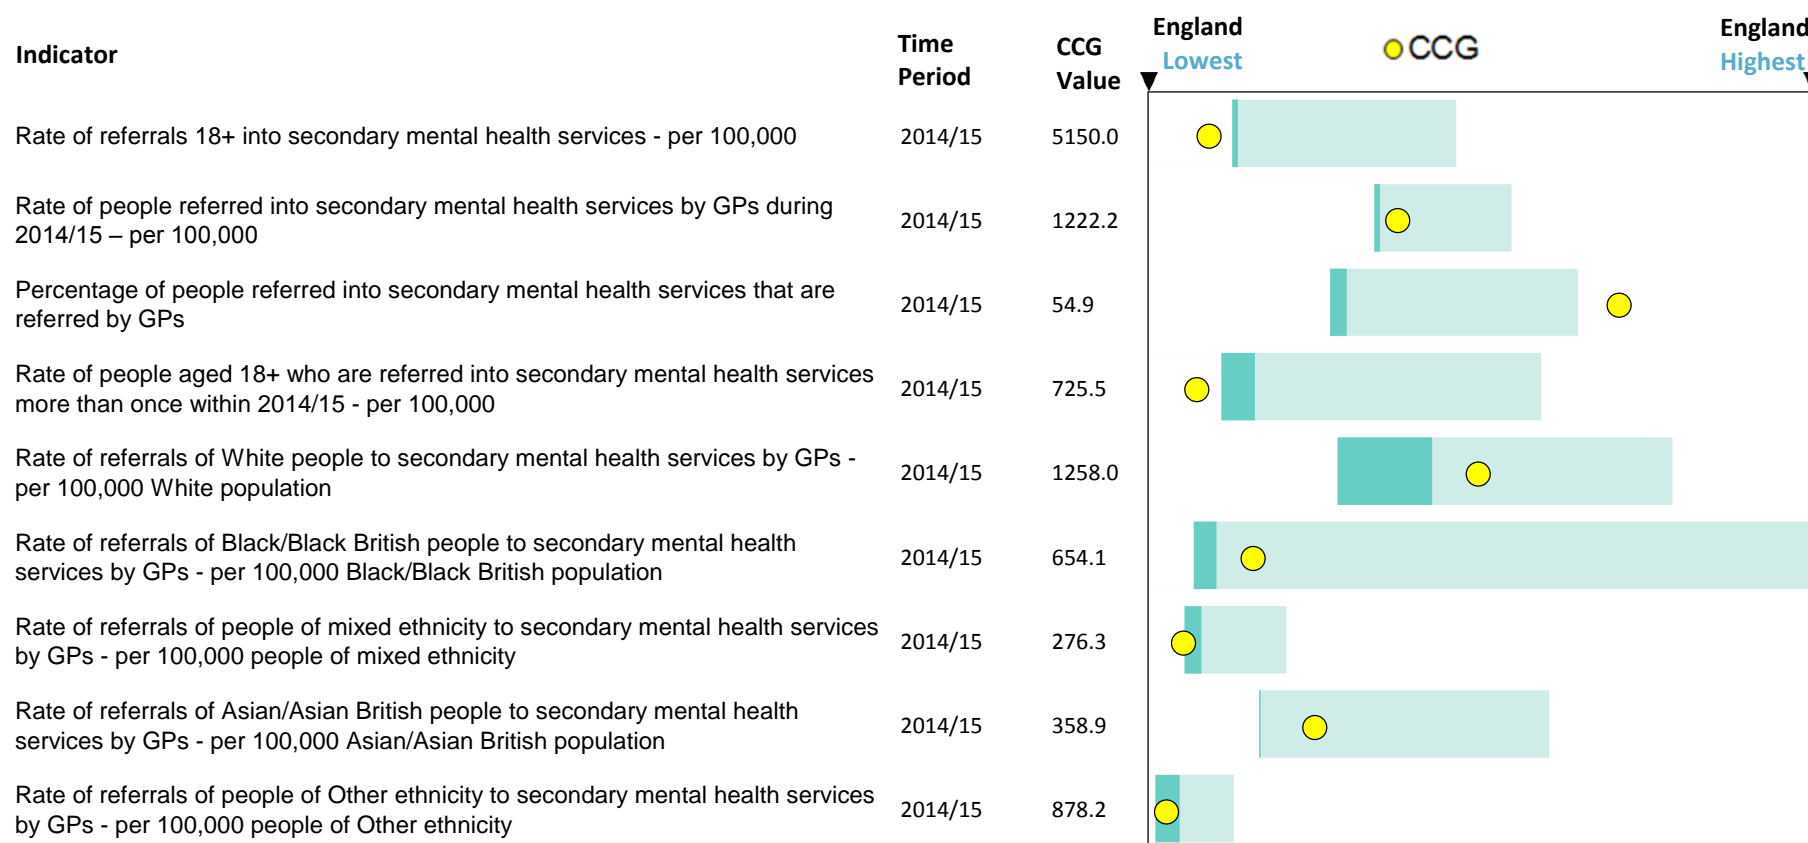 Indicator
Time
Period
CCG
Value
England
Lowest
CCG
England
Highest
Rate of referrals 18+ into secondary mental health services - per 100,000
2014/15
5150.0
Rate of people referred into secondary mental health services by GPs during
2014/15 – per 100,000
2014/15
1222.2
Percentage of people referred into secondary mental health services that are
referred by GPs
2014/15
54.9
Rate of people aged 18+ who are referred into secondary mental health services
more than once within 2014/15 - per 100,000
2014/15
725.5
Rate of referrals of White people to secondary mental health services by GPs -
per 100,000 White population
2014/15
1258.0
Rate of referrals of Black/Black British people to secondary mental health
services by GPs - per 100,000 Black/Black British population
2014/15
654.1
Rate of referrals of people of mixed ethnicity to secondary mental health services
by GPs - per 100,000 people of mixed ethnicity
2014/15
276.3
Rate of referrals of Asian/Asian British people to secondary mental health
services by GPs - per 100,000 Asian/Asian British population
2014/15
358.9
Rate of referrals of people of Other ethnicity to secondary mental health services
by GPs - per 100,000 people of Other ethnicity
2014/15
878.2